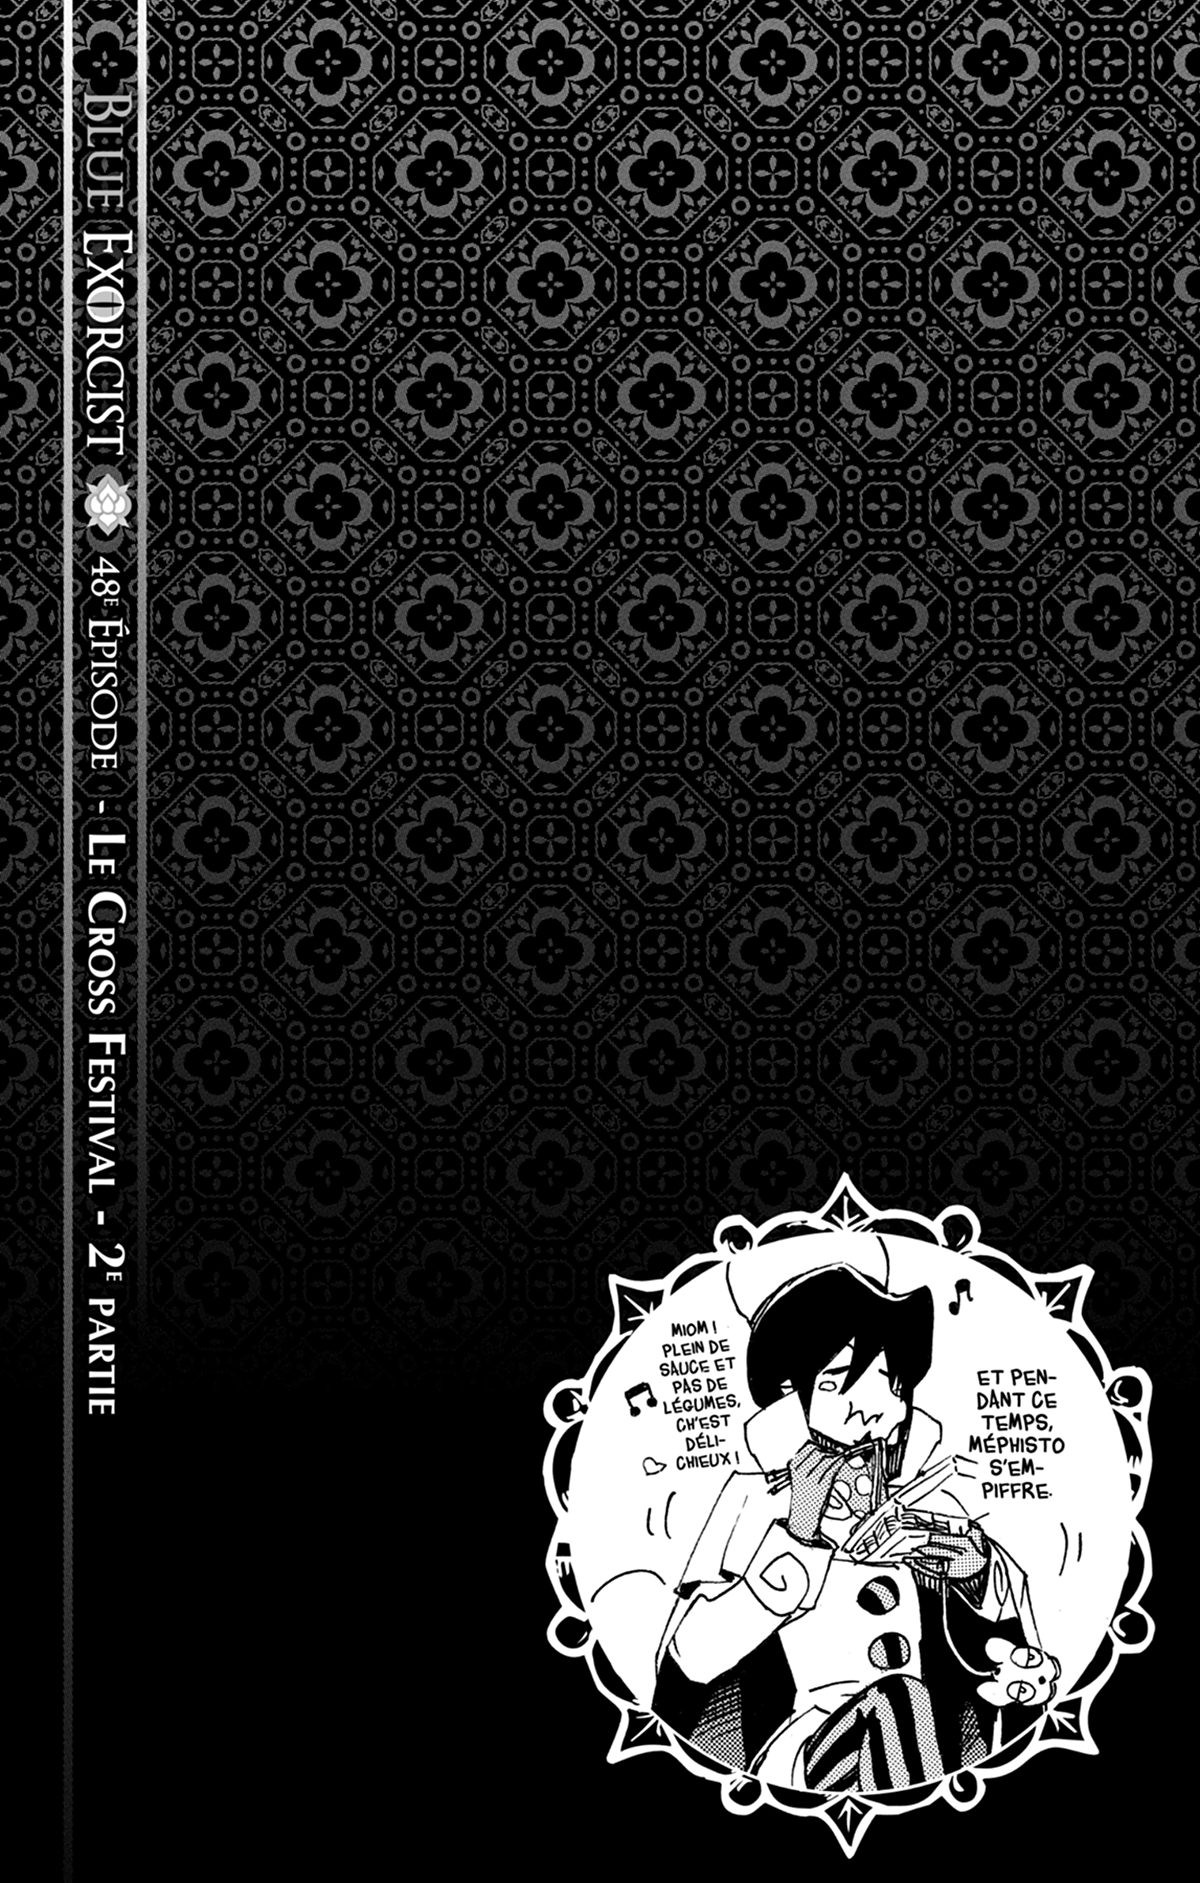 Blue Exorcist 48E Épisode - Le Cross Festival - 2E partie
ET PEN-
DANT CE
TEMPS,
MÉPHISTO
S'EM-
PIFFRE.
MIOM !
PLEIN DE
SAUCE ET
PAS DE
LÉGUMES,
CH'EST
DÉLI-
CHIEUX !